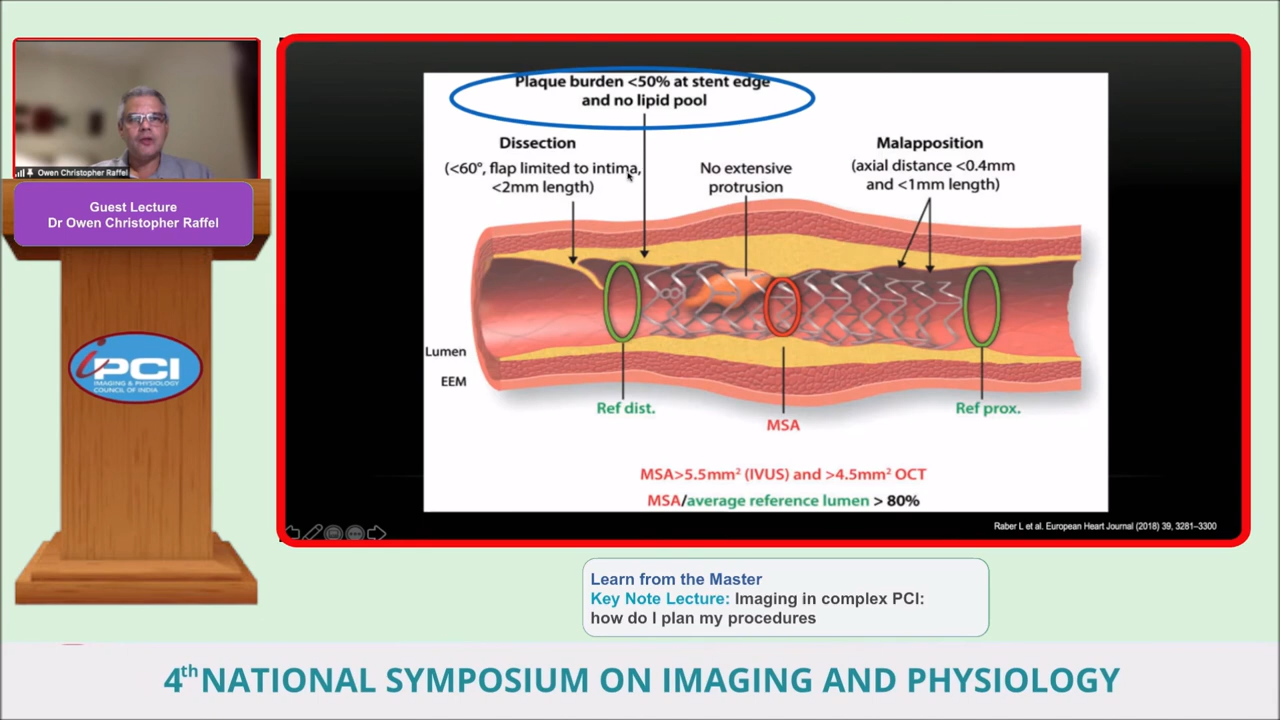 Owen Christopher Raffel
Guest Lecture
Dr Owen Christopher Raffel
iPCI
IMAGING & PHYSIOLOGY
COUNCIL OF INDIA
Plaque burden <50% at stent edge
and no lipid pool
Dissection
(<60°, flap limited to intima,
<2mm length)
No extensive
protrusion
Malapposition
(axial distance <0.4mm
and <1mm length)
Lumen
EEM
Ref dist.
MSA
Ref prox.
MSA>5.5mm² (IVUS) and >4.5mm² OCT
MSA/average reference lumen > 80%
Raber L et al. European Heart Journal (2018) 39, 3281–3300
Learn from the Master
Key Note Lecture: Imaging in complex PCI:
how do I plan my procedures
4th NATIONAL SYMPOSIUM ON IMAGING AND PHYSIOLOGY